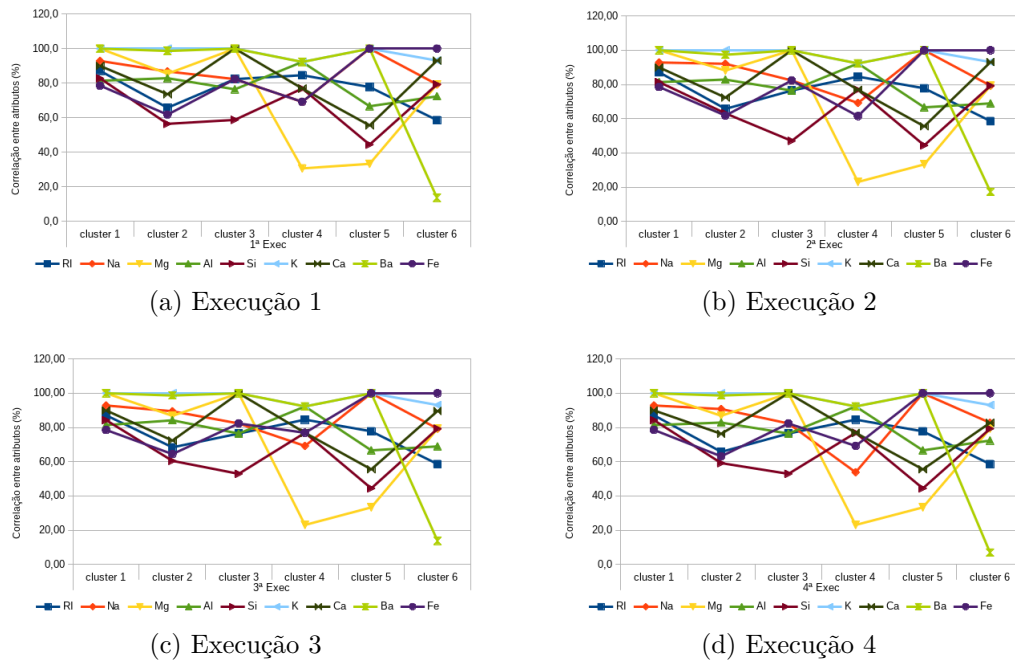 120,0
100,0
80,0
60,0
40,0
20,0
0,0
Correlação entre atributos (%)
cluster 1 cluster 2 cluster 3 cluster 4 cluster 5 cluster 6
1ª Exec
RI Na Mg Al Si K Ca Ba Fe
(a) Execução 1
120,00
100,0
80,00
60,00
40,0
20,00
0,00
Correlação entre atributos (%)
cluster 1 cluster 2 cluster 3 cluster 4 cluster 5 cluster 6
2ª Exec
RI Na Mg Al Si K Ca Ba Fe
(b) Execução 2
120,00
100,0
80,00
60,00
40,0
20,0
0,00
Correlação entre atributos (%)
cluster 1 cluster 2 cluster 3 cluster 4 cluster 5 cluster 6
3ª Exec
RI Na Mg Al Si K Ca Ba Fe
(c) Execução 3
120,0
100,0
80,00
60,00
40,0
20,0
0,00
Correlação entre atributos (%)
cluster 1 cluster 2 cluster 3 cluster 4 cluster 5 cluster 6
4ª Exec
RI Na Mg Al Si K Ca Ba Fe
(d) Execução 4